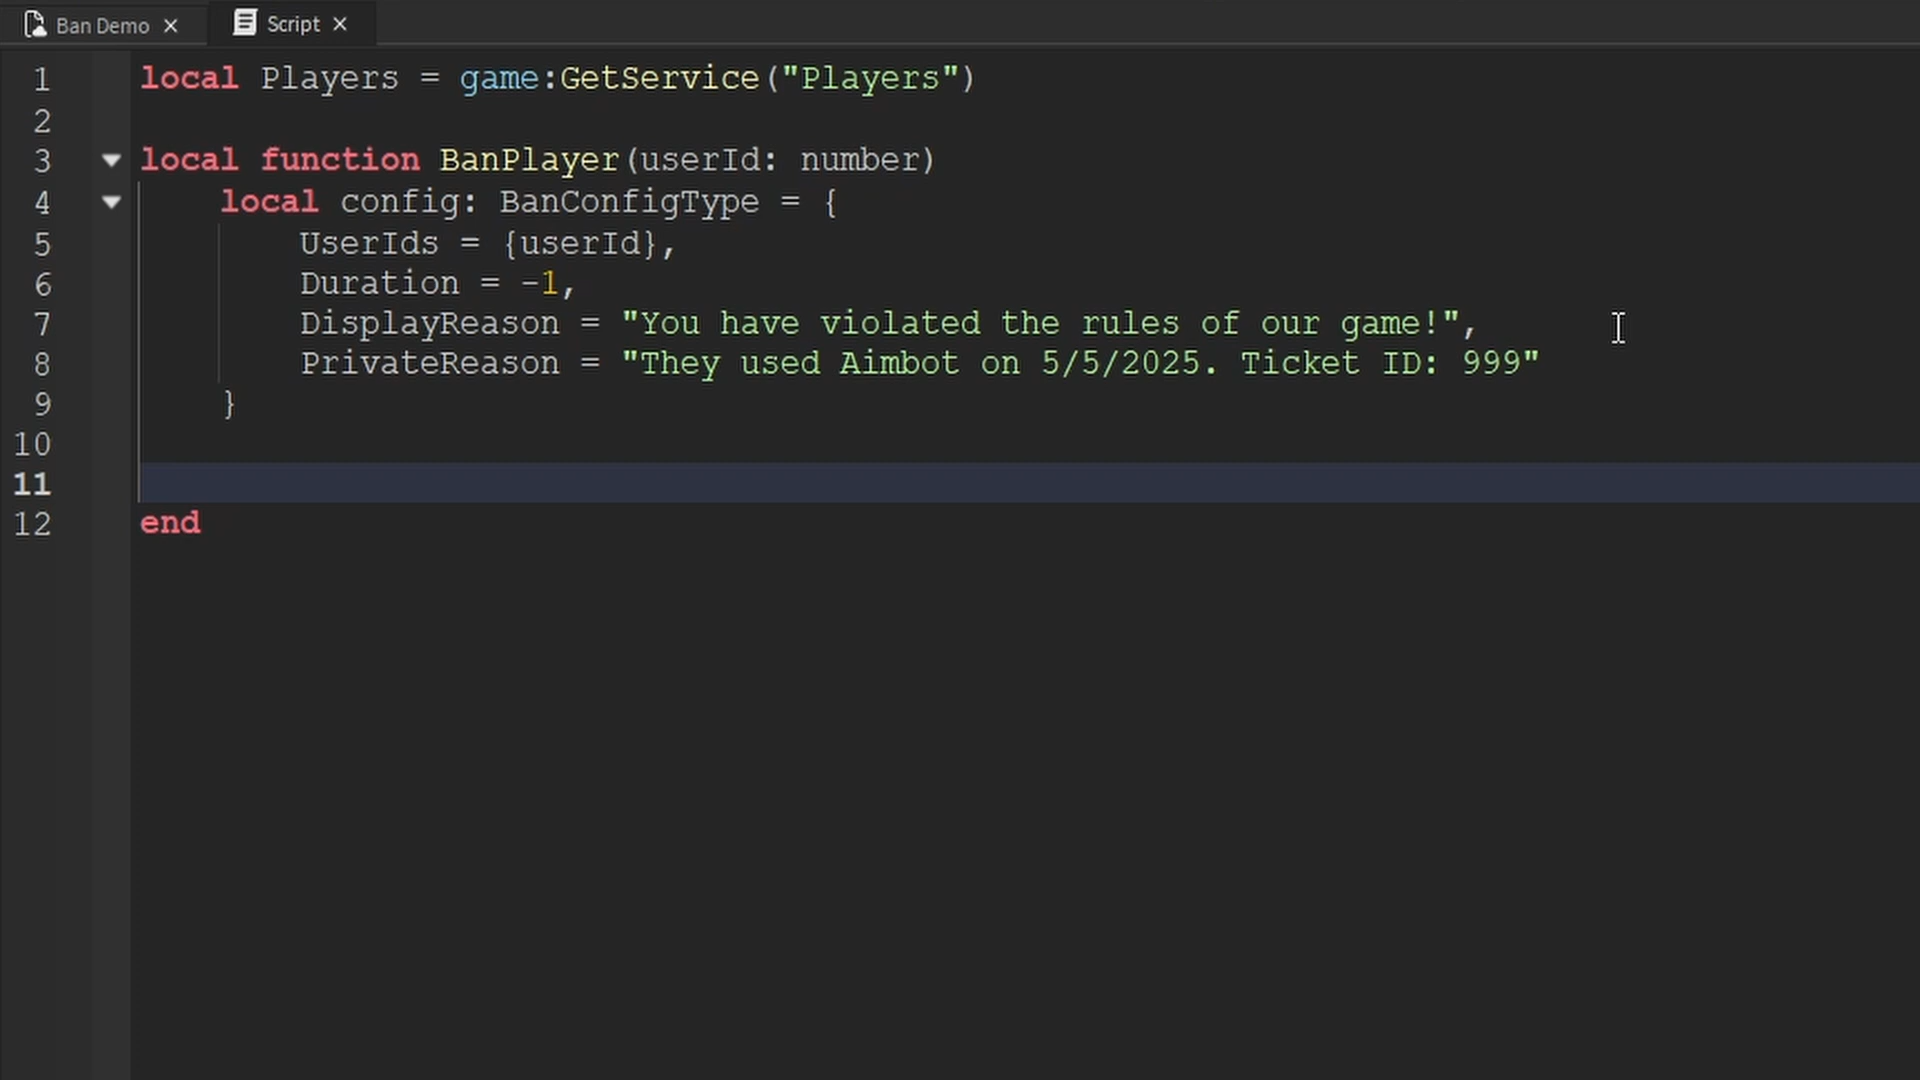 Ban Demo
Script
1 local Players = game:GetService("Players")
2
3 local function BanPlayer(userId: number)
4 local config: BanConfigType = {
5 UserIds = {userId},
6 Duration = -1,
7 DisplayReason = "You have violated the rules of our game!",
8 PrivateReason = "They used Aimbot on 5/5/2025. Ticket ID: 999"
9 }
10
11
12 end